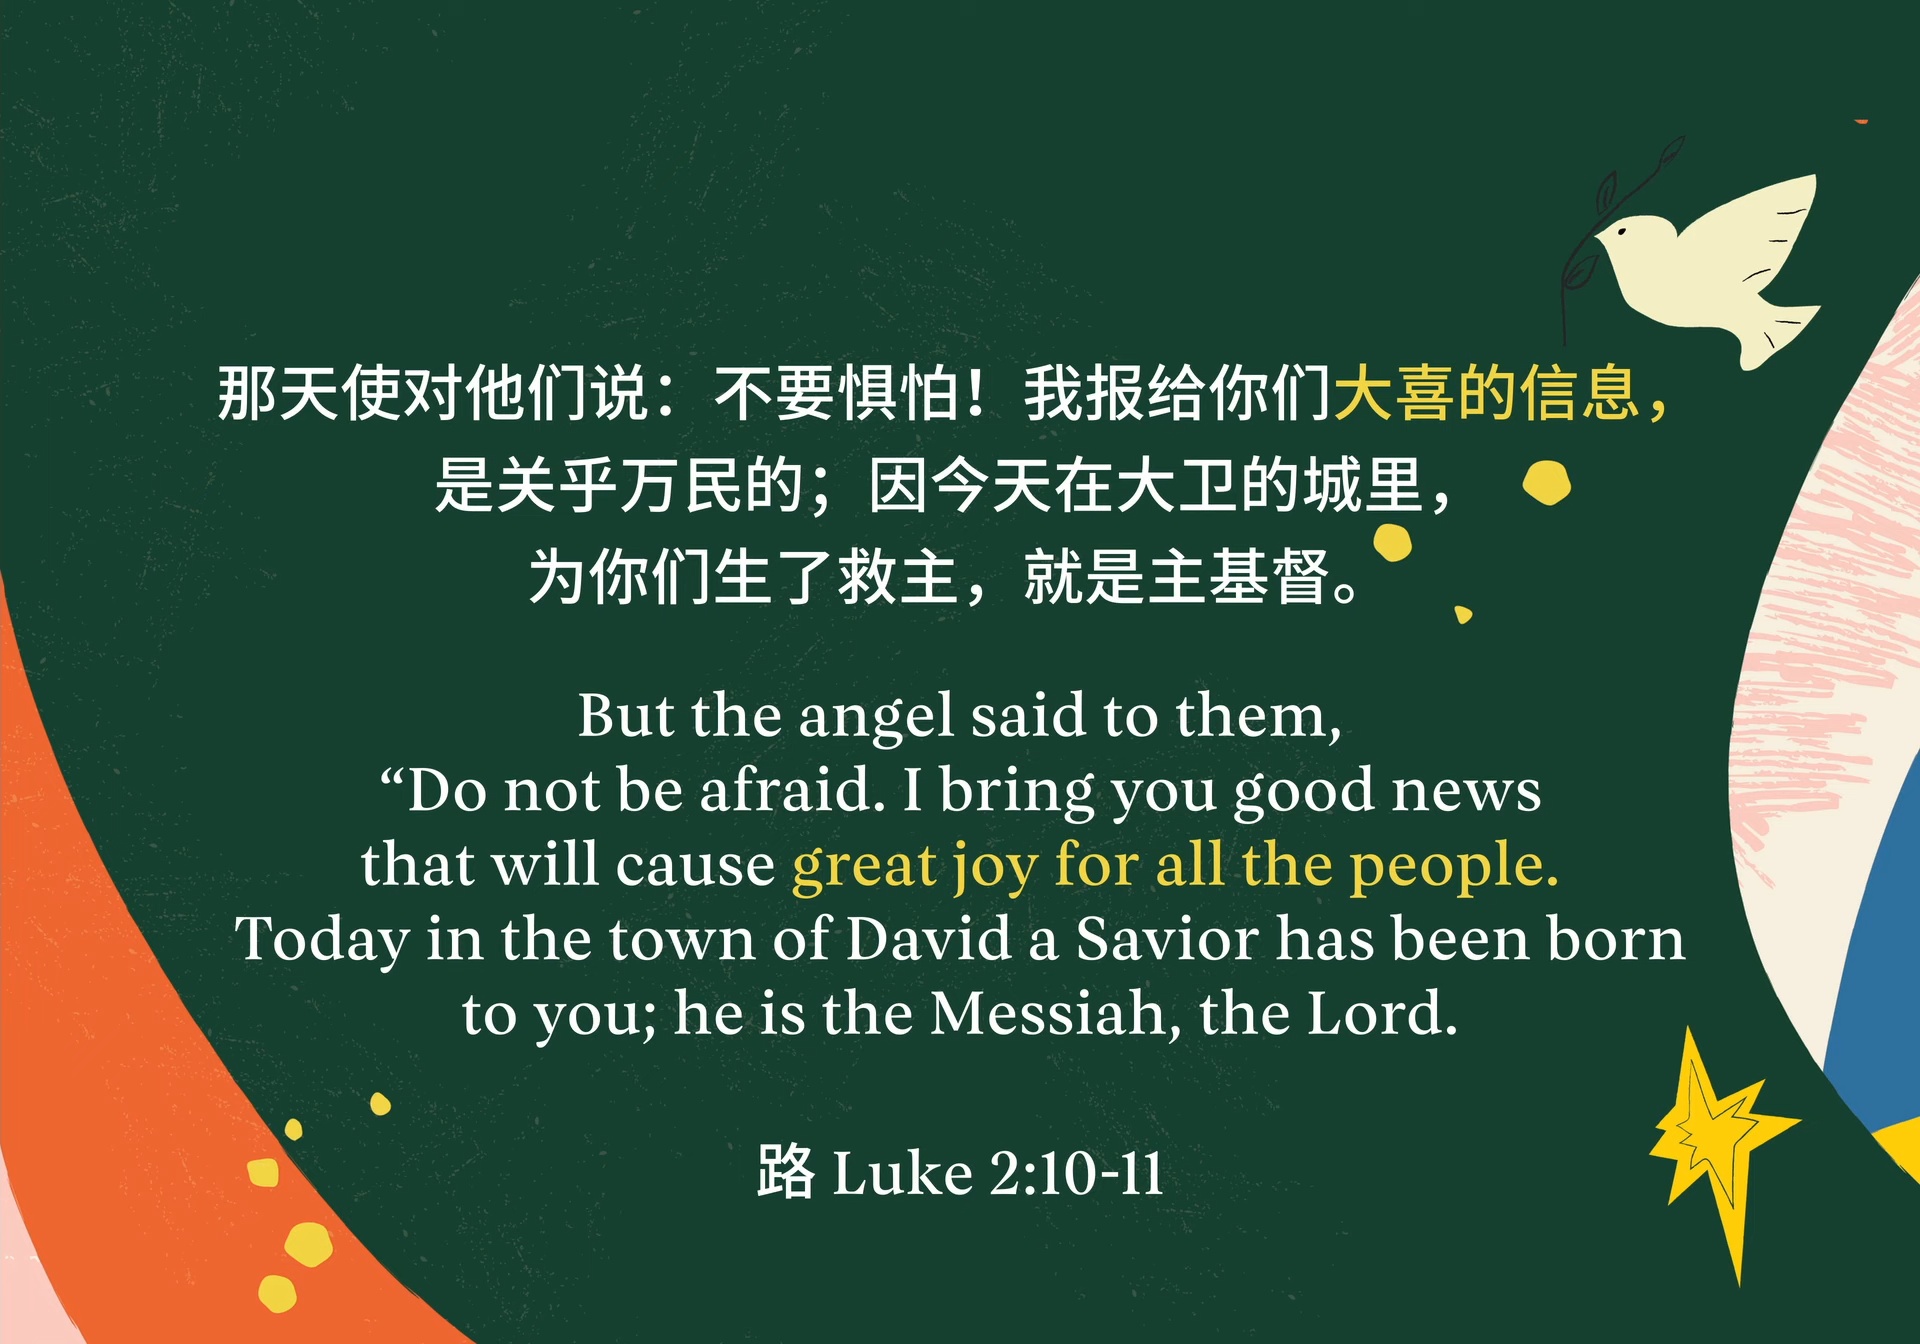 那天使对他们说：不要惧怕！我报给你们大喜的信息，
是关乎万民的；因今天在大卫的城里，
为你们生了救主，就是主基督。
But the angel said to them,
“Do not be afraid. I bring you good news
that will cause great joy for all the people.
Today in the town of David a Savior has been born
to you; he is the Messiah, the Lord.
路 Luke 2:10-11